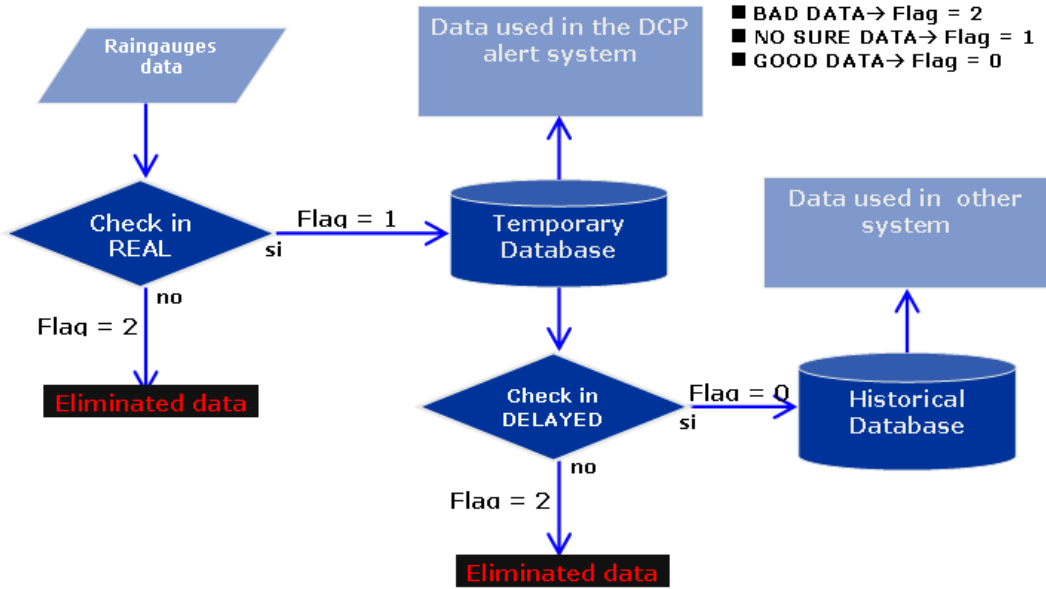 Raingauges
data
Data used in the DCP
alert system
■ BAD DATA→ Flag = 2
■ NO SURE DATA→ Flag = 1
■ GOOD DATA→ Flag = 0
Check in
REAL
Flag = 1
si
Temporary
Database
Data used in other
system
no
Flag = 2
Eliminated data
Check in
DELAYED
Flag = 0
si
Historical
Database
no
Flag = 2
Eliminated data